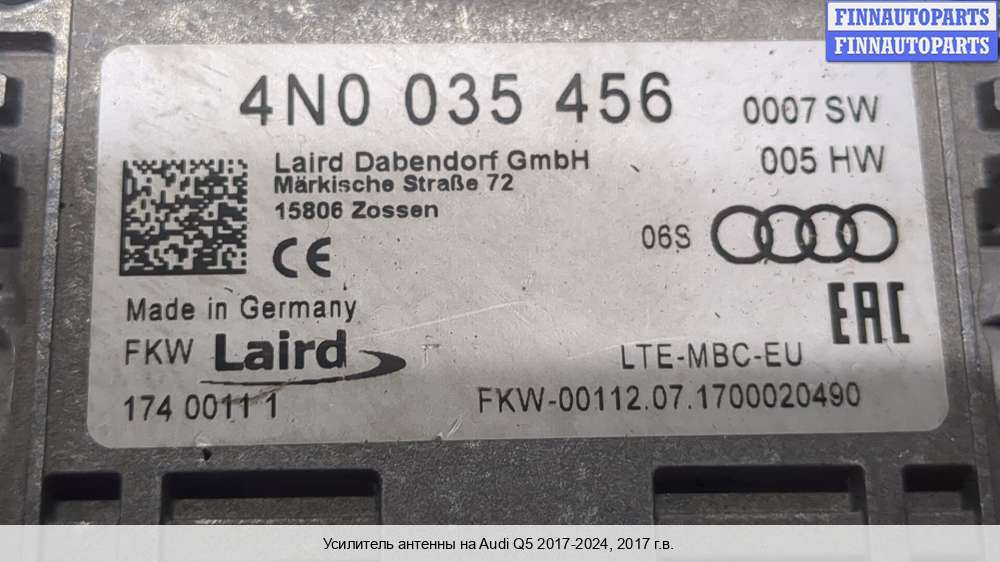 FINNAUTOPARTS
FINNAUTOPARTS
4N0 035 456
0007 SW
005 HW
Laird Dabendorf GmbH
Märkische Straße 72
15806 Zossen
06S
CE
EAC
Made in Germany
FKW Laird
LTE-MBC-EU
174 0011 1
FKW-00112.07.1700020490
Усилитель антенны на Audi Q5 2017-2024, 2017 г.в.